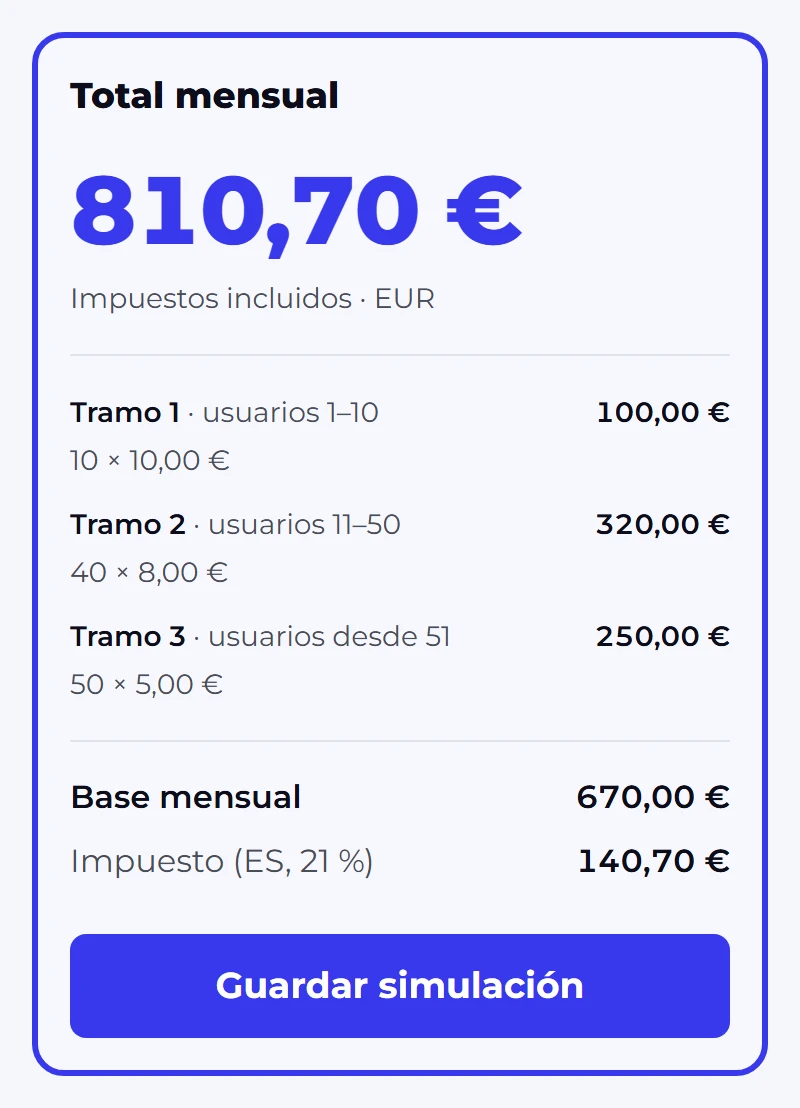 Total mensual
810,70 €
Impuestos incluidos · EUR
Tramo 1 · usuarios 1–10 100,00 €
10 × 10,00 €
Tramo 2 · usuarios 11–50 320,00 €
40 × 8,00 €
Tramo 3 · usuarios desde 51 250,00 €
50 × 5,00 €
Base mensual 670,00 €
Impuesto (ES, 21 %) 140,70 €
Guardar simulación